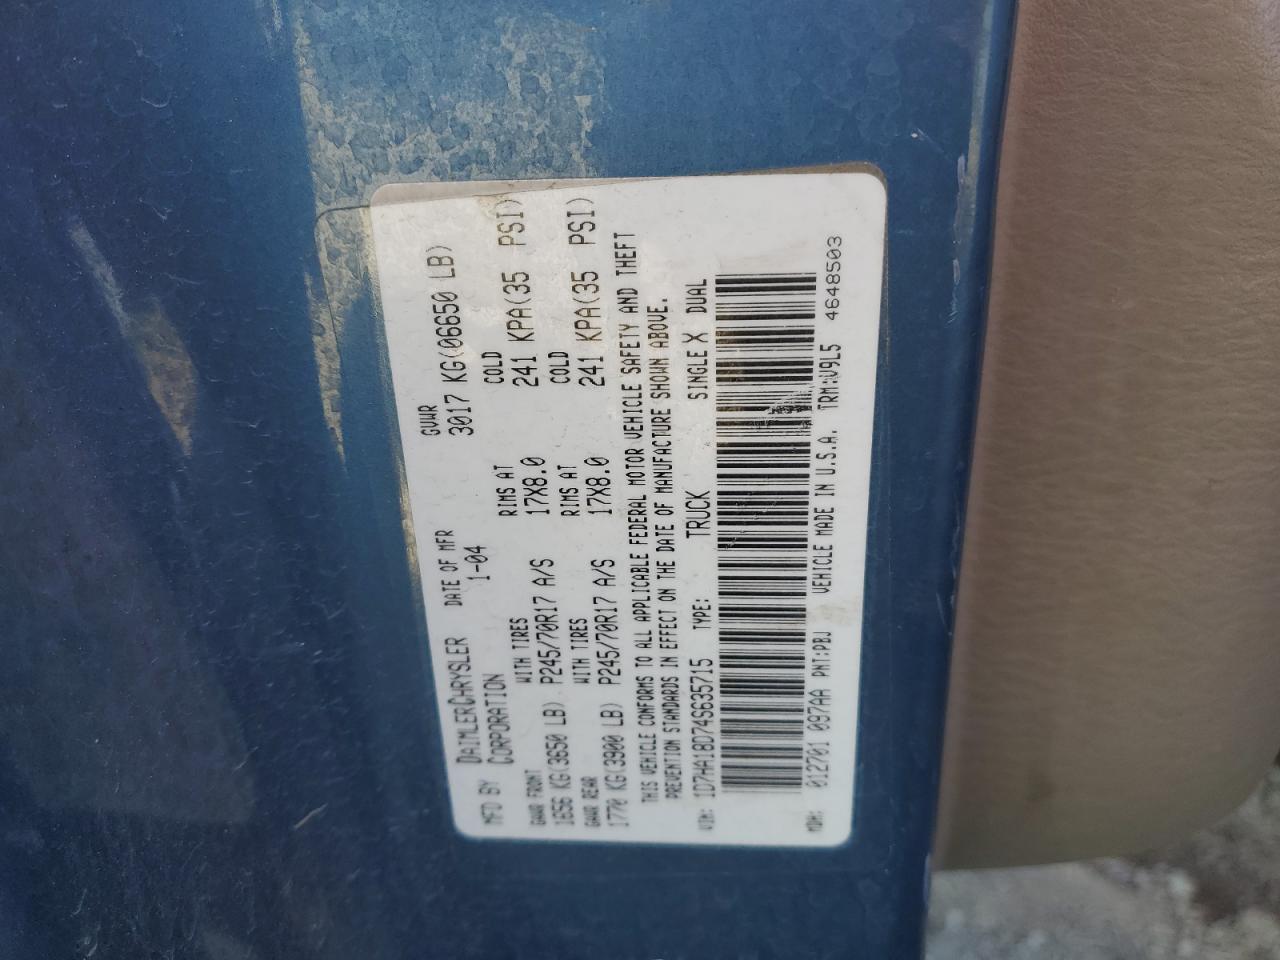 MFD BY DAIMLERCHRYSLER CORPORATION DATE OF MFR 1-04 GVWR 3017 KG(06650 LB)
GAWR FRONT WITH TIRES RIMS AT COLD
1656 KG(3650 LB) P245/70R17 A/S 17X8.0 241 KPA(35 PSI)
GAWR REAR WITH TIRES RIMS AT COLD
1770 KG(3900 LB) P245/70R17 A/S 17X8.0 241 KPA(35 PSI)
THIS VEHICLE CONFORMS TO ALL APPLICABLE FEDERAL MOTOR VEHICLE SAFETY AND THEFT
PREVENTION STANDARDS IN EFFECT ON THE DATE OF MANUFACTURE SHOWN ABOVE.
VIN: 1D7HA18D74S635715 TYPE: TRUCK SINGLE X DUAL
MDH: 012701 097AA PNT:PBJ VEHICLE MADE IN U.S.A. TRM:V9L5 4648503